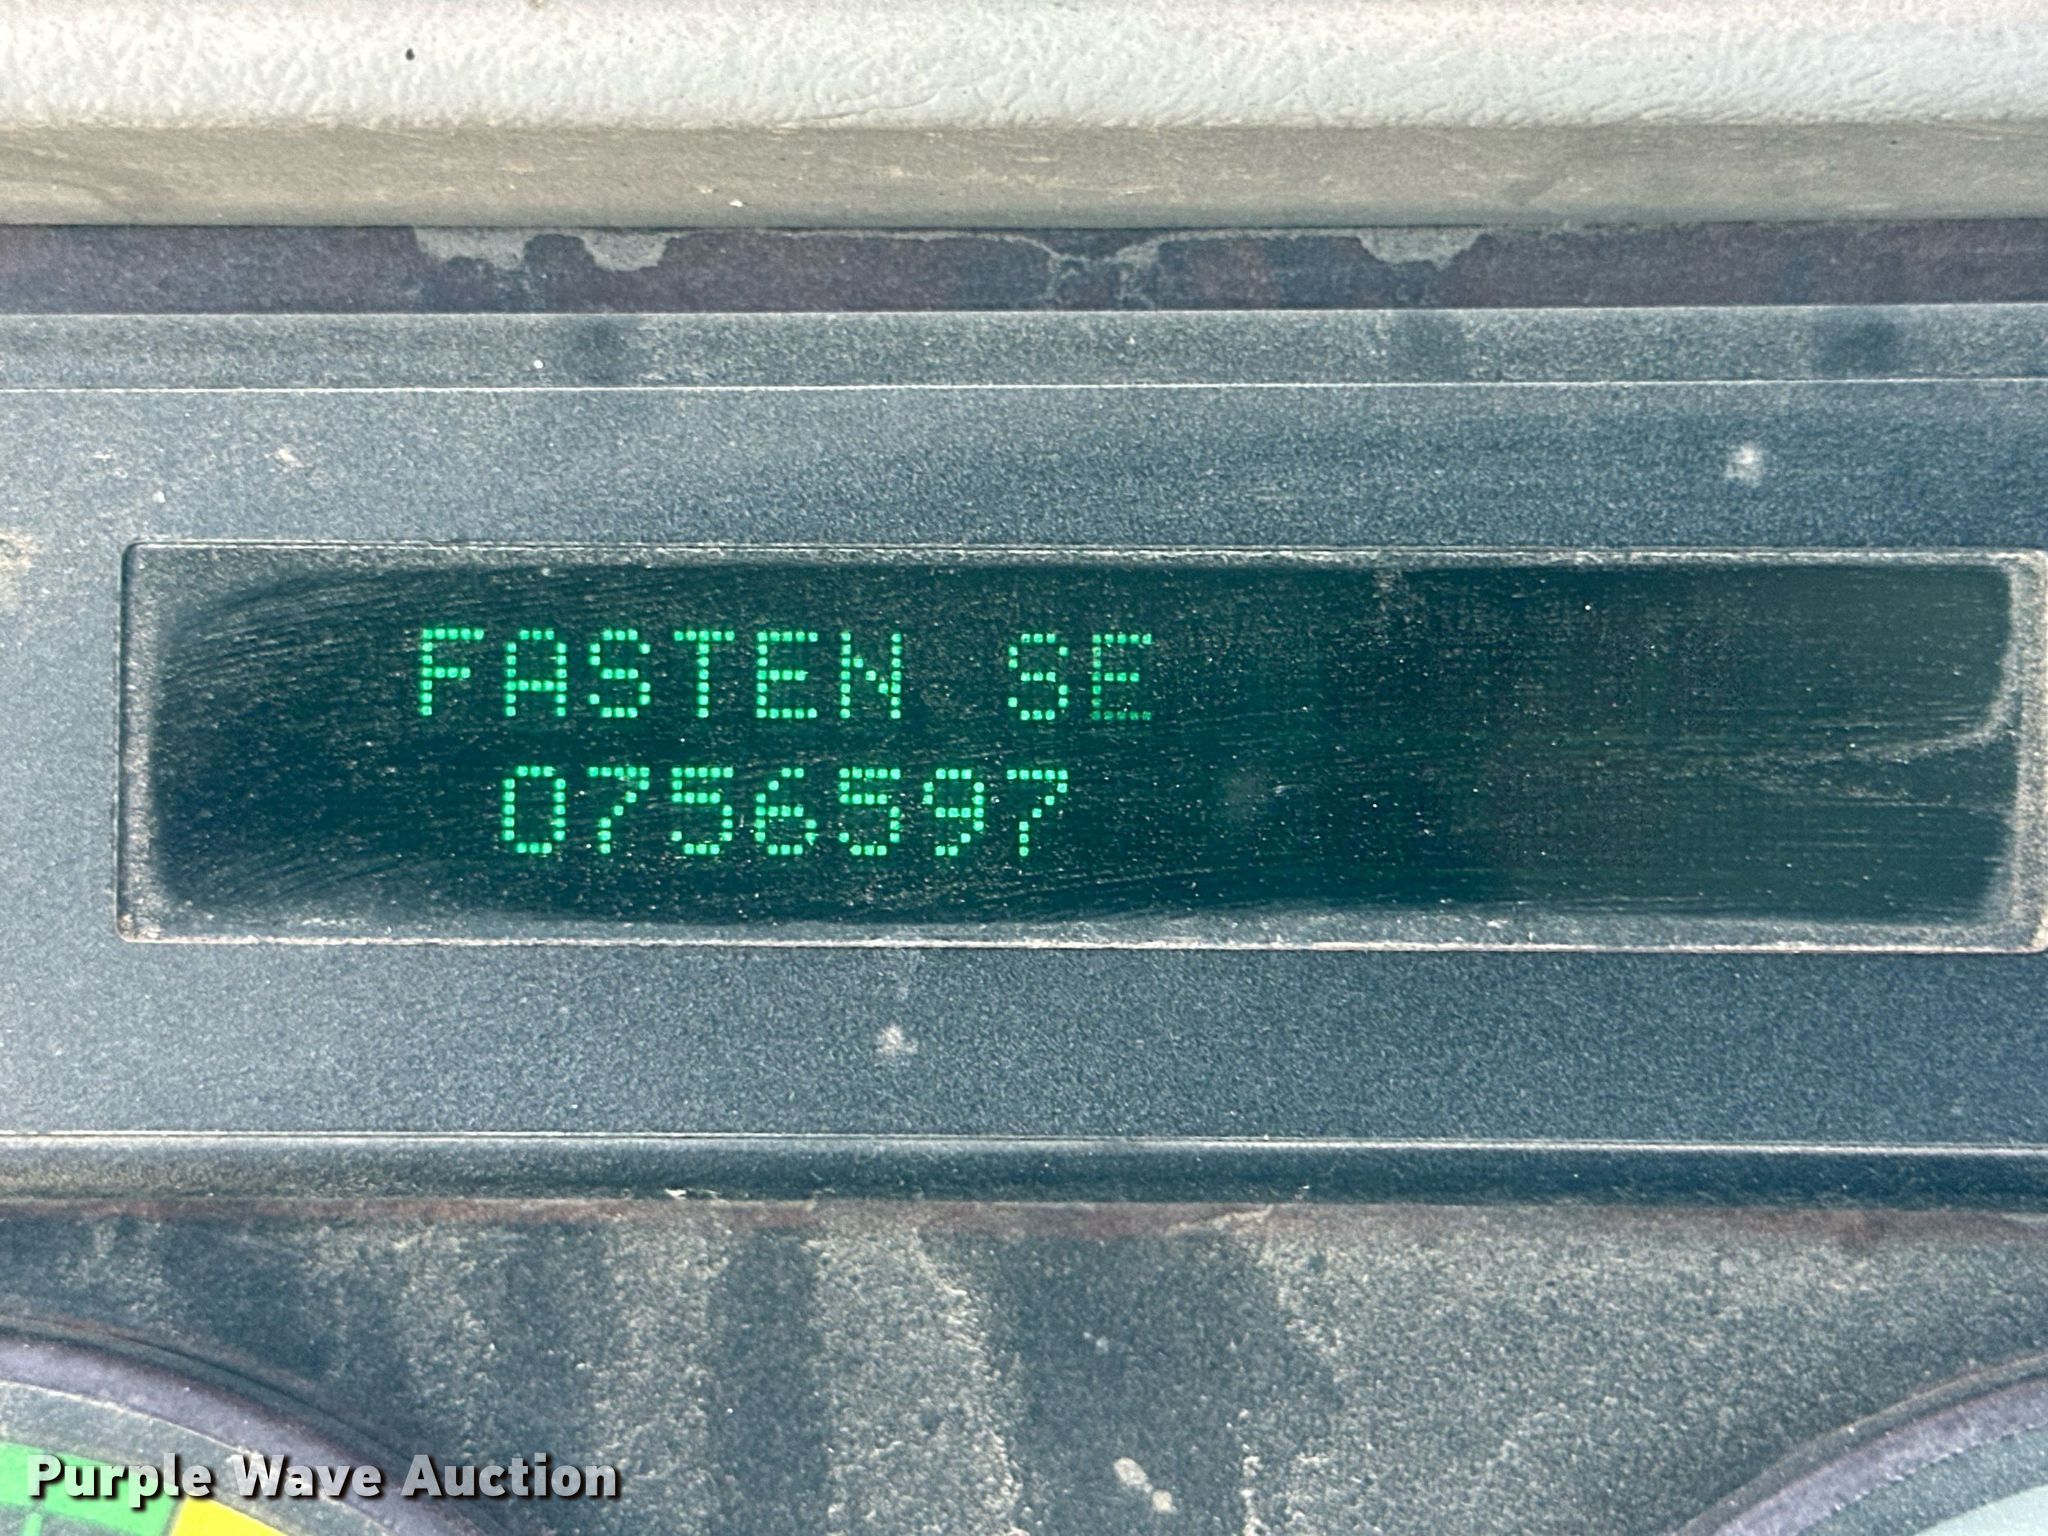 FASTEN SE
0756597
Purple Wave Auction